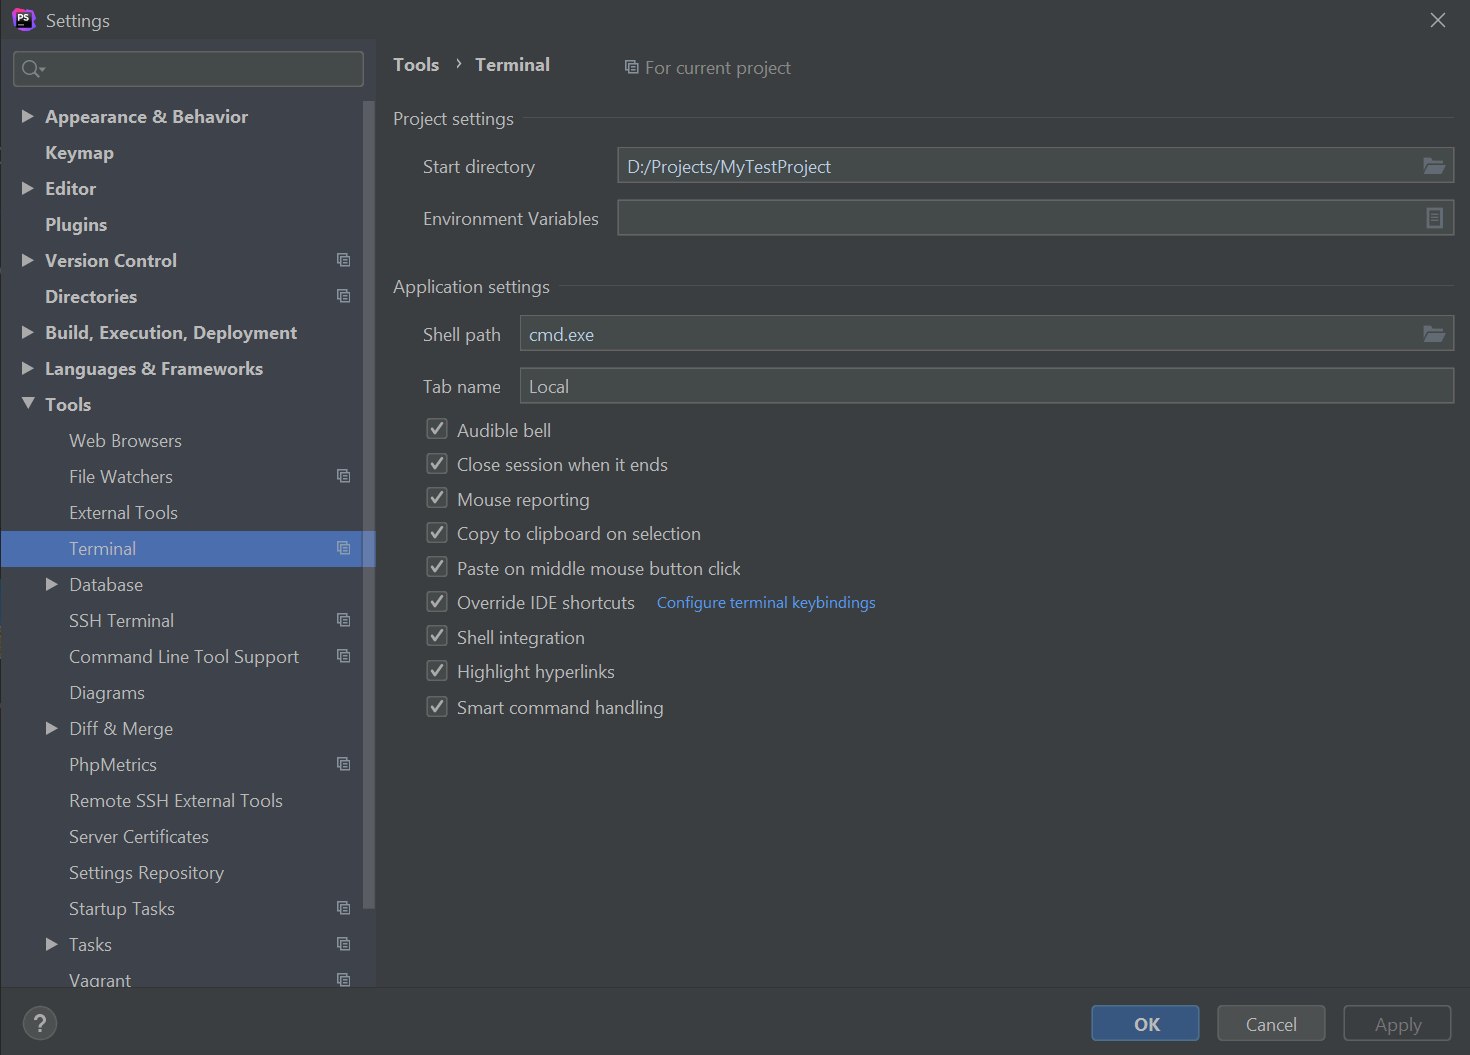 PS Settings
Tools › Terminal
For current project
Appearance & Behavior
Keymap
Editor
Plugins
Version Control
Directories
Build, Execution, Deployment
Languages & Frameworks
Tools
Web Browsers
File Watchers
External Tools
Terminal
Database
SSH Terminal
Command Line Tool Support
Diagrams
Diff & Merge
PhpMetrics
Remote SSH External Tools
Server Certificates
Settings Repository
Startup Tasks
Tasks
Vagrant
Project settings
Start directory D:/Projects/MyTestProject
Environment Variables
Application settings
Shell path cmd.exe
Tab name Local
Audible bell
Close session when it ends
Mouse reporting
Copy to clipboard on selection
Paste on middle mouse button click
Override IDE shortcuts Configure terminal keybindings
Shell integration
Highlight hyperlinks
Smart command handling
? OK Cancel Apply